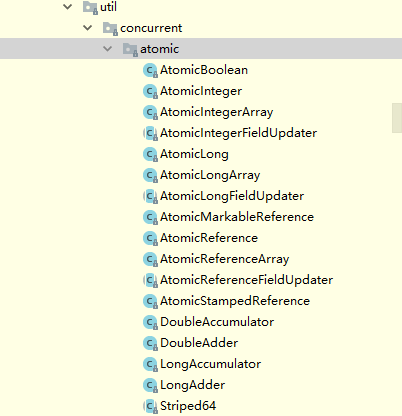 util
concurrent
atomic
AtomicBoolean
AtomicInteger
AtomicIntegerArray
AtomicIntegerFieldUpdater
AtomicLong
AtomicLongArray
AtomicLongFieldUpdater
AtomicMarkableReference
AtomicReference
AtomicReferenceArray
AtomicReferenceFieldUpdater
AtomicStampedReference
DoubleAccumulator
DoubleAdder
LongAccumulator
LongAdder
Striped64